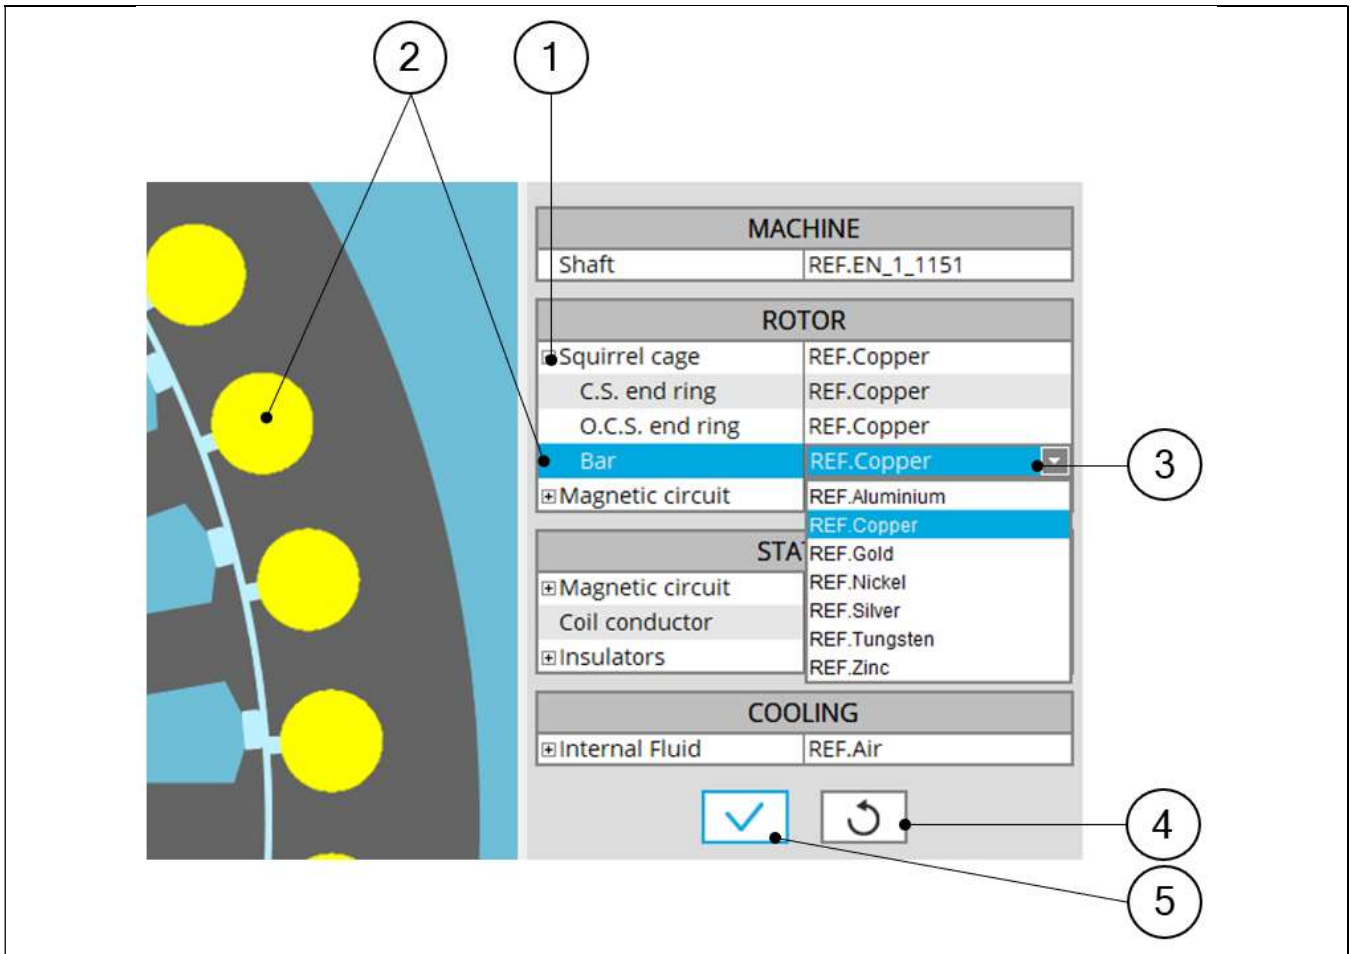 2 1
MACHINE
Shaft REF.EN_1_1151
ROTOR
Squirrel cage REF.Copper
C.S. end ring REF.Copper
O.C.S. end ring REF.Copper
Bar REF.Copper
3
Magnetic circuit REF.Aluminium
REF.Copper
STA REF.Gold
Magnetic circuit REF.Nickel
Coil conductor REF.Silver
REF.Tungsten
Insulators REF.Zinc
COOLING
Internal Fluid REF.Air
4
5